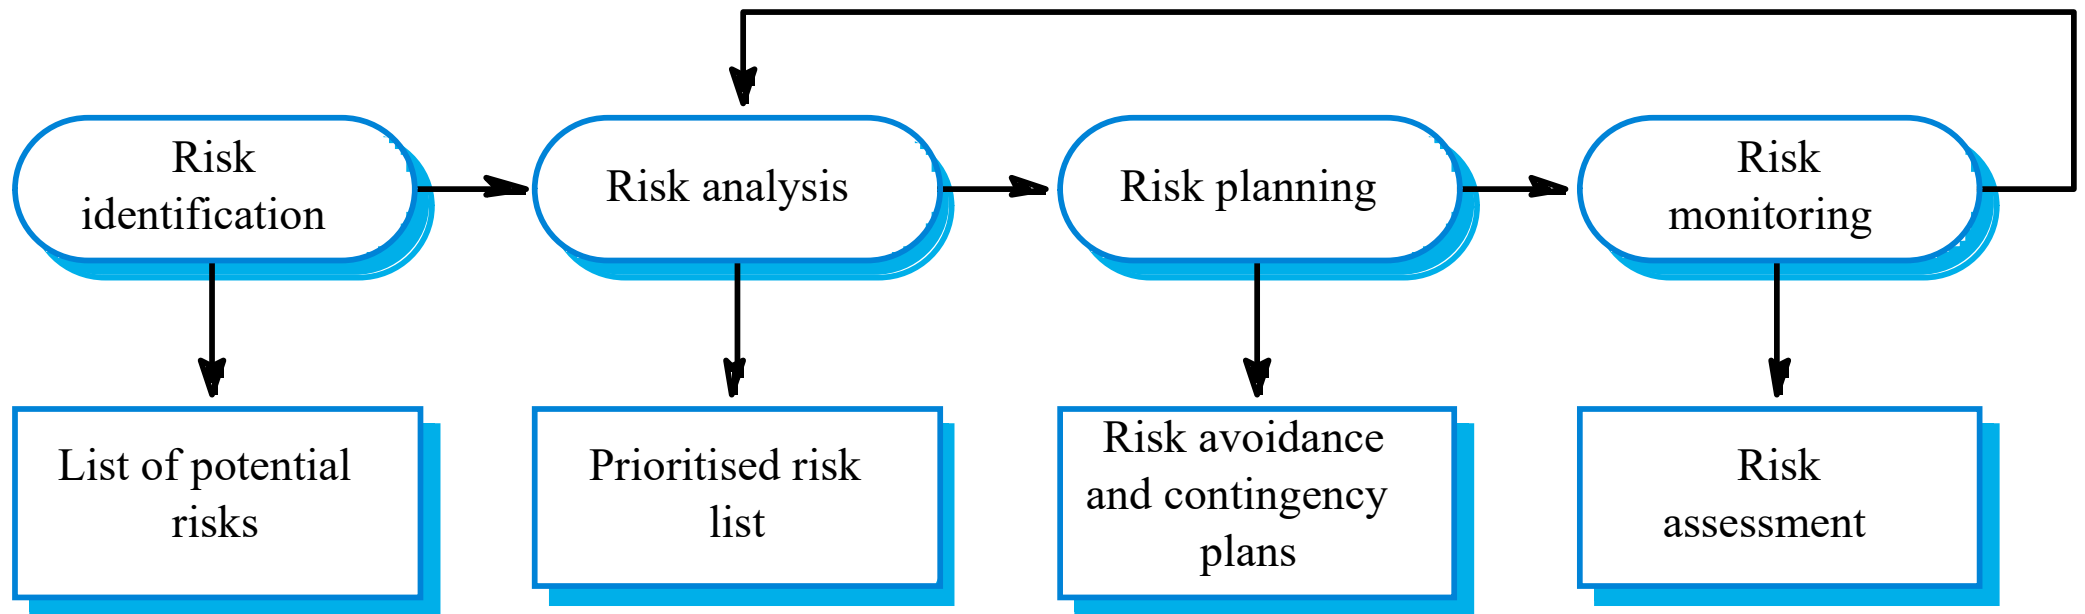 Risk
identification
Risk analysis
Risk planning
Risk
monitoring
List of potential
risks
Prioritised risk
list
Risk avoidance
and contingency
plans
Risk
assessment